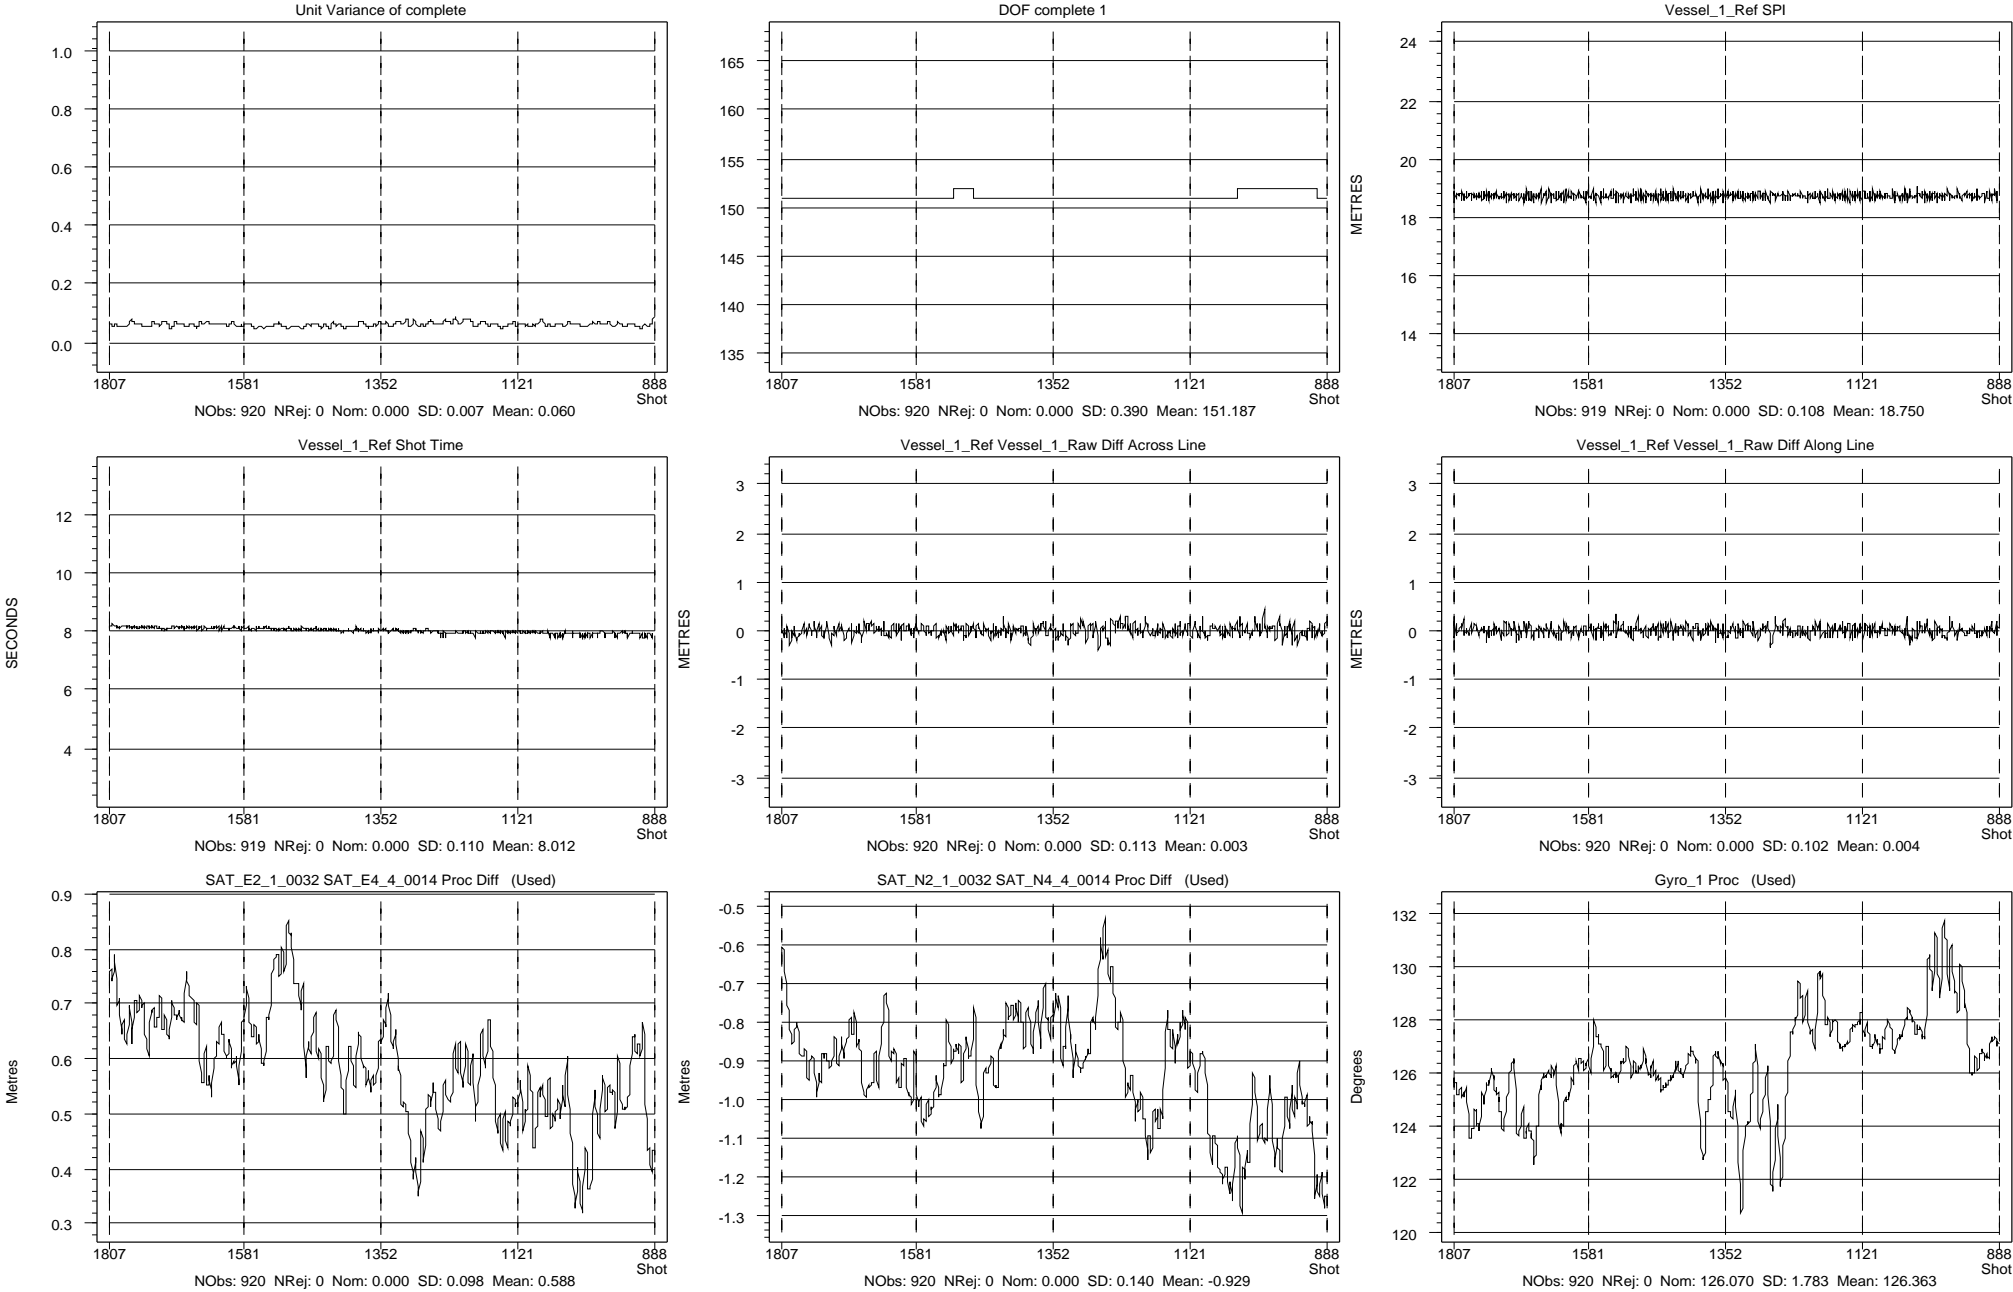 Unit Variance of complete
1.0
0.8
0.6
0.4
0.2
0.0
1807 1581 1352 1121 888
Shot
NObs: 920 NRej: 0 Nom: 0.000 SD: 0.007 Mean: 0.060
DOF complete 1
165
160
155
150
145
140
135
1807 1581 1352 1121 888
Shot
NObs: 920 NRej: 0 Nom: 0.000 SD: 0.390 Mean: 151.187
Vessel_1_Ref SPI
METRES
24
22
20
18
16
14
1807 1581 1352 1121 888
Shot
NObs: 919 NRej: 0 Nom: 0.000 SD: 0.108 Mean: 18.750
Vessel_1_Ref Shot Time
SECONDS
12
10
8
6
4
1807 1581 1352 1121 888
Shot
NObs: 919 NRej: 0 Nom: 0.000 SD: 0.110 Mean: 8.012
Vessel_1_Ref Vessel_1_Raw Diff Across Line
METRES
3
2
1
0
-1
-2
-3
1807 1581 1352 1121 888
Shot
NObs: 920 NRej: 0 Nom: 0.000 SD: 0.113 Mean: 0.003
Vessel_1_Ref Vessel_1_Raw Diff Along Line
METRES
3
2
1
0
-1
-2
-3
1807 1581 1352 1121 888
Shot
NObs: 920 NRej: 0 Nom: 0.000 SD: 0.102 Mean: 0.004
SAT_E2_1_0032 SAT_E4_4_0014 Proc Diff (Used)
Metres
0.9
0.8
0.7
0.6
0.5
0.4
0.3
1807 1581 1352 1121 888
Shot
NObs: 920 NRej: 0 Nom: 0.000 SD: 0.098 Mean: 0.588
SAT_N2_1_0032 SAT_N4_4_0014 Proc Diff (Used)
Metres
-0.5
-0.6
-0.7
-0.8
-0.9
-1.0
-1.1
-1.2
-1.3
1807 1581 1352 1121 888
Shot
NObs: 920 NRej: 0 Nom: 0.000 SD: 0.140 Mean: -0.929
Gyro_1 Proc (Used)
Degrees
132
130
128
126
124
122
120
1807 1581 1352 1121 888
Shot
NObs: 920 NRej: 0 Nom: 126.070 SD: 1.783 Mean: 126.363